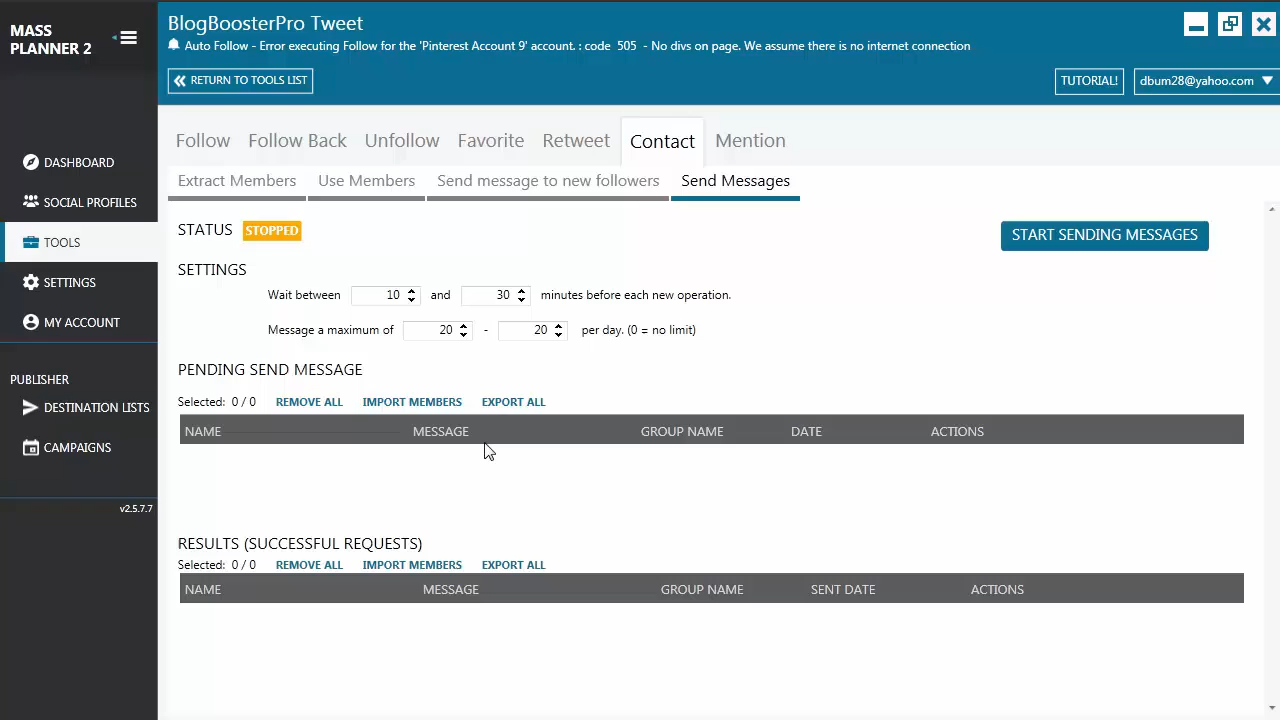 MASS
PLANNER 2
BlogBoosterPro Tweet
Auto Follow - Error executing Follow for the 'Pinterest Account 9' account. : code 505 - No divs on page. We assume there is no internet connection
RETURN TO TOOLS LIST
TUTORIAL!
dbum28@yahoo.com
DASHBOARD
SOCIAL PROFILES
TOOLS
SETTINGS
MY ACCOUNT
PUBLISHER
DESTINATION LISTS
CAMPAIGNS
v2.5.7.7
Follow Follow Back Unfollow Favorite Retweet Contact Mention
Extract Members Use Members Send message to new followers Send Messages
STATUS STOPPED
START SENDING MESSAGES
SETTINGS
Wait between 10 and 30 minutes before each new operation.
Message a maximum of 20 - 20 per day. (0 = no limit)
PENDING SEND MESSAGE
Selected: 0 / 0 REMOVE ALL IMPORT MEMBERS EXPORT ALL
NAME MESSAGE GROUP NAME DATE ACTIONS
RESULTS (SUCCESSFUL REQUESTS)
Selected: 0 / 0 REMOVE ALL IMPORT MEMBERS EXPORT ALL
NAME MESSAGE GROUP NAME SENT DATE ACTIONS